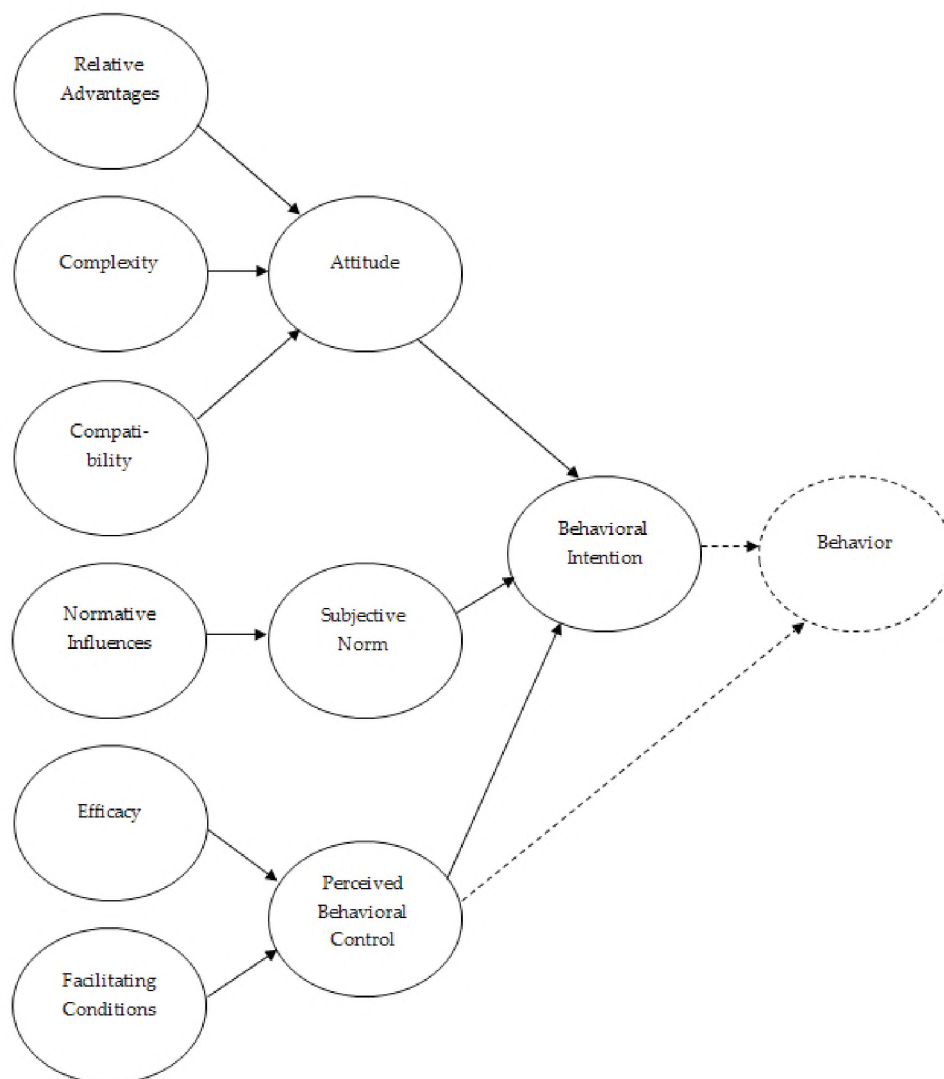 Relative
Advantages
Complexity
Attitude
Compati-
bility
Behavioral
Intention
Behavior
Normative
Influences
Subjective
Norm
Efficacy
Perceived
Behavioral
Control
Facilitating
Conditions